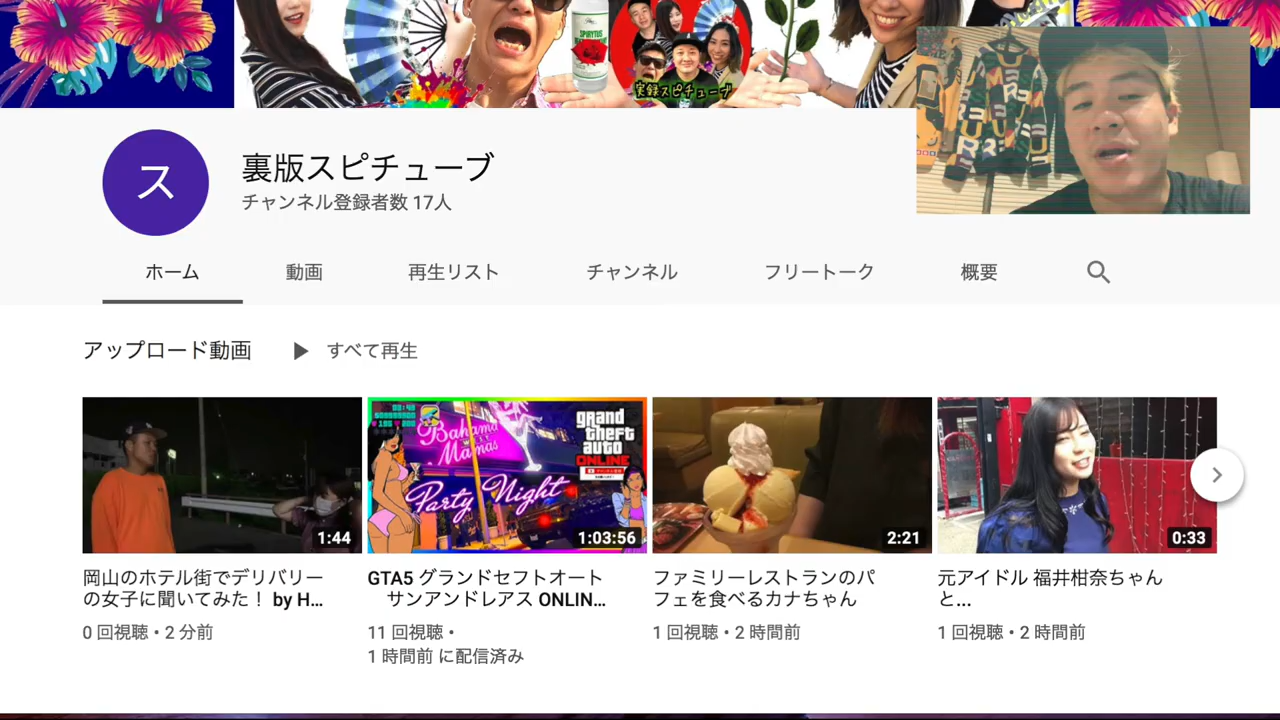 SPIRYTUS
実録スピチューブ
ス
裏版スピチューブ
チャンネル登録者数 17人
ホーム
動画
再生リスト
チャンネル
フリートーク
概要
アップロード動画
すべて再生
1:44
Bahama
Mamas
Party Night
grand
theft
auto
ONLINE
1:03:56
2:21
0:33
岡山のホテル街でデリバリー
の女子に聞いてみた！ by H...
0 回視聴・2 分前
GTA5 グランドセフトオート
サンアンドレアス ONLIN...
11 回視聴・
1 時間前 に配信済み
ファミリーレストランのパ
フェを食べるカナちゃん
1 回視聴・2 時間前
元アイドル 福井柑奈ちゃん
と...
1 回視聴・2 時間前